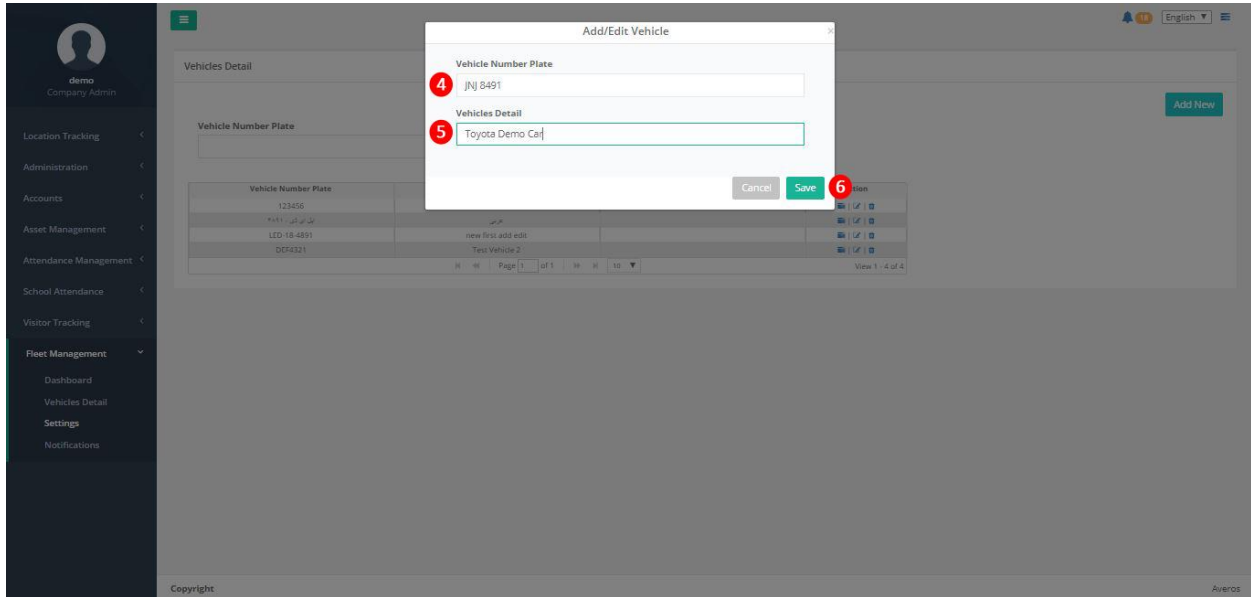 18
English
Add/Edit Vehicle
×
demo
Company Admin
Location Tracking
Administration
Accounts
Asset Management
Attendance Management
School Attendance
Visitor Tracking
Fleet Management
Dashboard
Vehicles Detail
Settings
Notifications
Vehicles Detail
Add New
Vehicle Number Plate
Vehicle Number Plate
4 JNJ 8491
Vehicles Detail
5 Toyota Demo Car
Cancel Save 6
Vehicle Number Plate tion
123456
عربی
LED-18-4891 new first add edit
DEF4321 Test Vehicle 2
Page 1 of 1 10 View 1 - 4 of 4
Copyright Averos